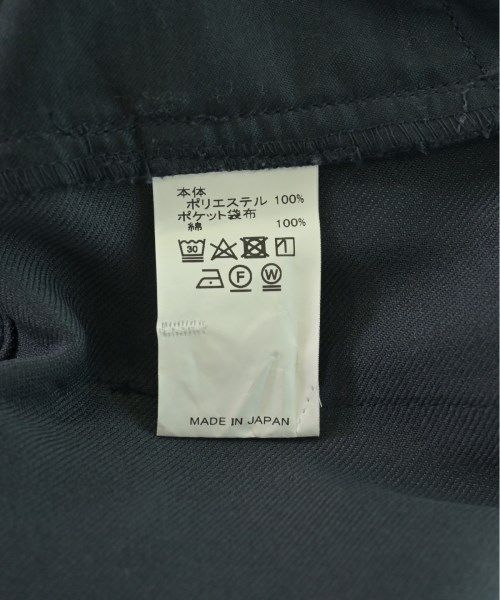 本体
ポリエステル 100%
ポケット袋布
綿 100%
30
F W
MADE IN JAPAN